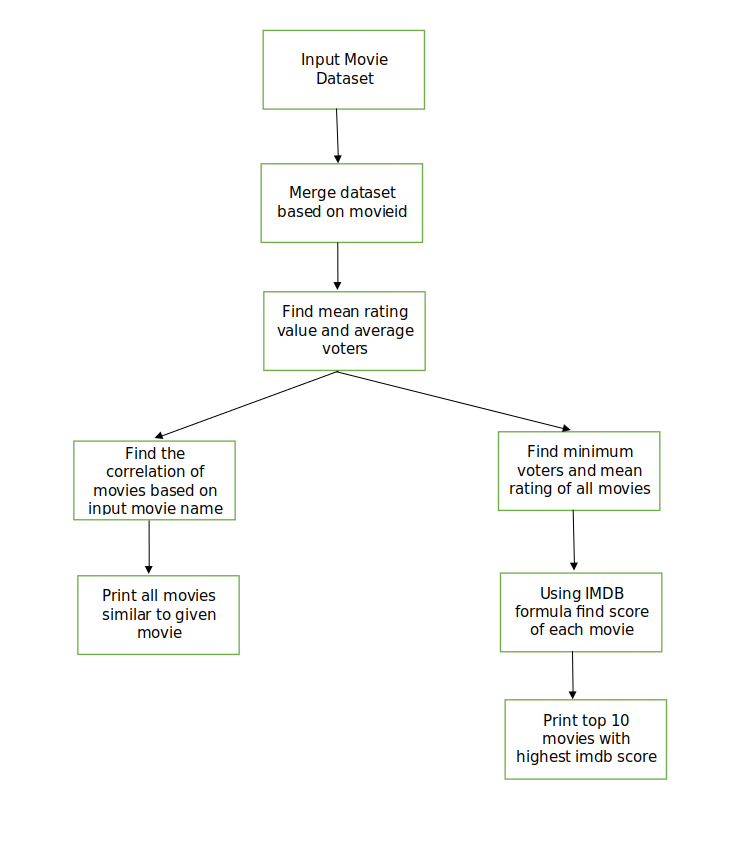 Input Movie
Dataset
Merge dataset
based on movieid
Find mean rating
value and average
voters
Find the
correlation of
movies based on
input movie name
Print all movies
similar to given
movie
Find minimum
voters and mean
rating of all movies
Using IMDB
formula find score
of each movie
Print top 10
movies with
highest imdb score